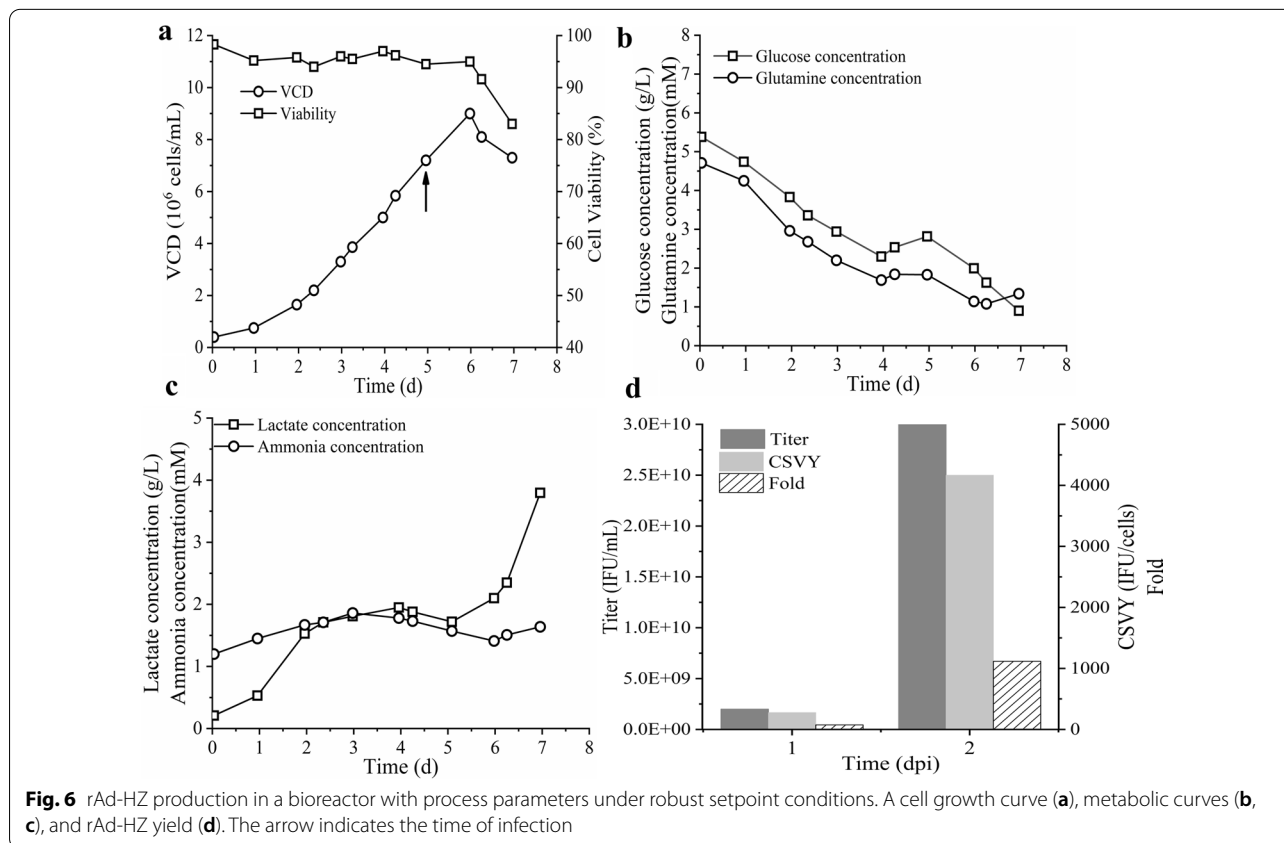 a
12
10
8
6
4
2
0
VCD (10⁶ cells/mL)
VCD
Viability
100
90
80
70
60
50
40
Cell Viability (%)
0 1 2 3 4 5 6 7 8
Time (d)
b
8
7
6
5
4
3
2
1
0
Glucose concentration (g/L)
Glutamine concentration(mM)
Glucose concentration
Glutamine concentration
0 1 2 3 4 5 6 7 8
Time (d)
c
5
4
3
2
1
0
Lactate concentration (g/L)
Ammonia concentration(mM)
Lactate concentration
Ammonia concentration
0 1 2 3 4 5 6 7 8
Time (d)
d
3.0E+10
2.5E+10
2.0E+10
1.5E+10
1.0E+10
5.0E+09
0.0E+00
Titer (IFU/mL)
Titer
CSVY
Fold
5000
4000
3000
2000
1000
0
CSVY (IFU/cells)
Fold
1 2
Time (dpi)
Fig. 6 rAd-HZ production in a bioreactor with process parameters under robust setpoint conditions. A cell growth curve (a), metabolic curves (b,
c), and rAd-HZ yield (d). The arrow indicates the time of infection